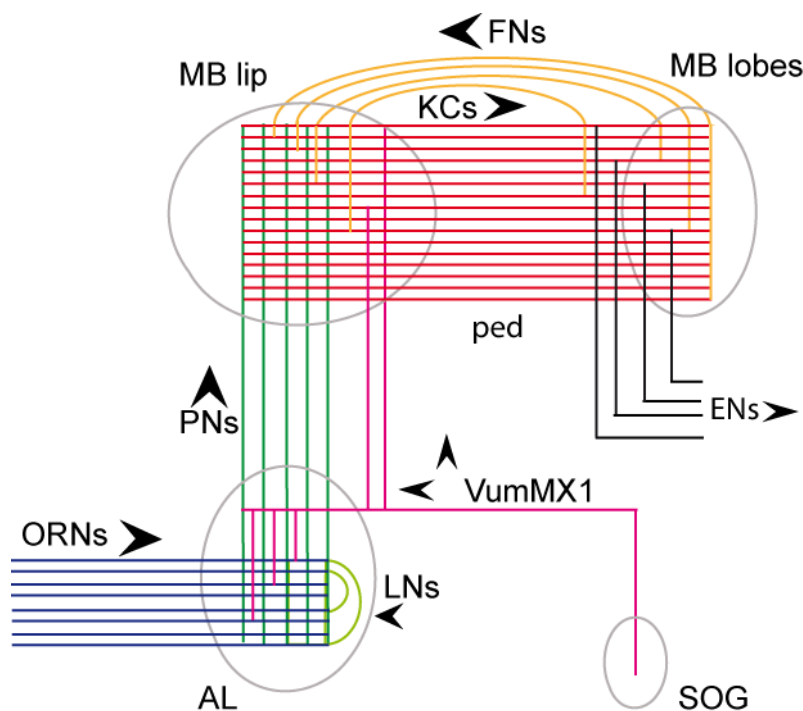 FNs
MB lip
MB lobes
KCs
ped
PNs
ENs
VumMX1
ORNs
LNs
AL
SOG